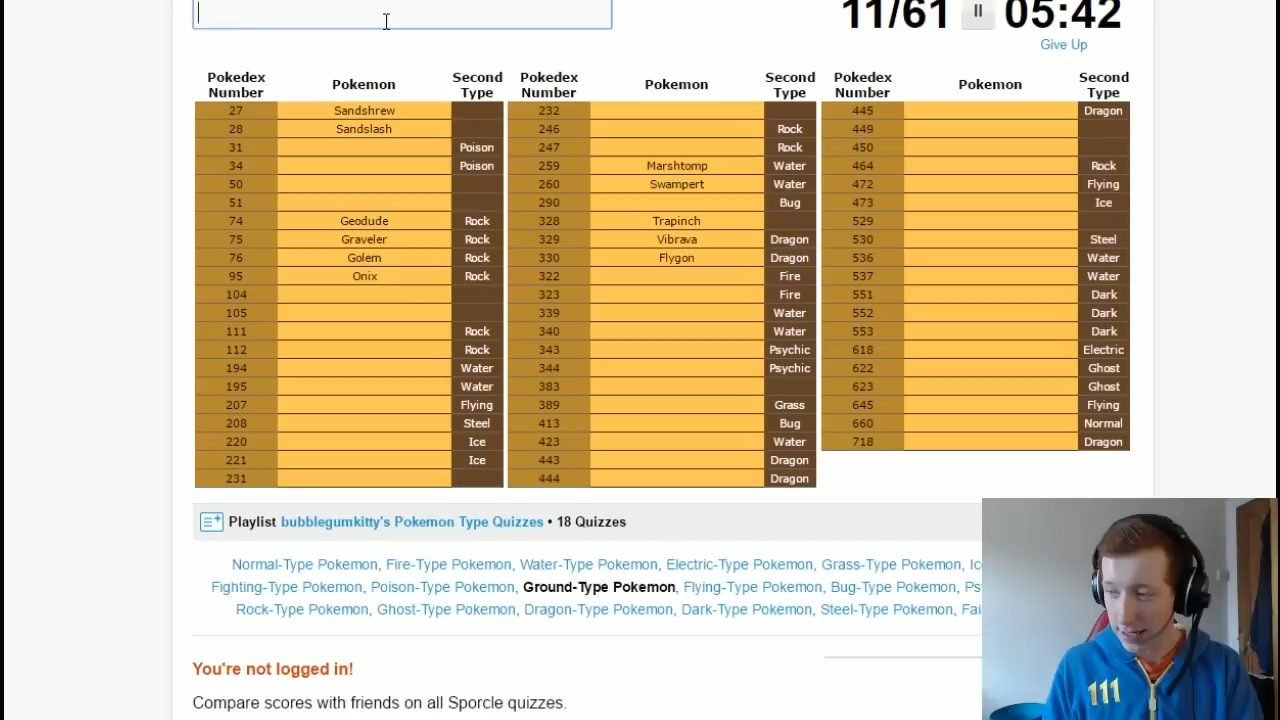 11/61 05:42
Give Up
Pokedex Number Pokemon Second Type Pokedex Number Pokemon Second Type Pokedex Number Pokemon Second Type
27 Sandshrew 232 445 Dragon
28 Sandslash 246 Rock 449
31 Poison 247 Rock 450
34 Poison 259 Marshtomp Water 464 Rock
50 260 Swampert Water 472 Flying
51 290 Bug 473 Ice
74 Geodude Rock 328 Trapinch 529
75 Graveler Rock 329 Vibrava Dragon 530 Steel
76 Golem Rock 330 Flygon Dragon 536 Water
95 Onix Rock 322 Fire 537 Water
104 323 Fire 551 Dark
105 339 Water 552 Dark
111 Rock 340 Water 553 Dark
112 Rock 343 Psychic 618 Electric
194 Water 344 Psychic 622 Ghost
195 Water 383 623 Ghost
207 Flying 389 Grass 645 Flying
208 Steel 413 Bug 660 Normal
220 Ice 423 Water 718 Dragon
221 Ice 443 Dragon
231 444 Dragon
Playlist bubblegumkitty's Pokemon Type Quizzes • 18 Quizzes
Normal-Type Pokemon, Fire-Type Pokemon, Water-Type Pokemon, Electric-Type Pokemon, Grass-Type Pokemon, Ic
Fighting-Type Pokemon, Poison-Type Pokemon, Ground-Type Pokemon, Flying-Type Pokemon, Bug-Type Pokemon, Ps
Rock-Type Pokemon, Ghost-Type Pokemon, Dragon-Type Pokemon, Dark-Type Pokemon, Steel-Type Pokemon, Fai
You're not logged in!
Compare scores with friends on all Sporcle quizzes.
111